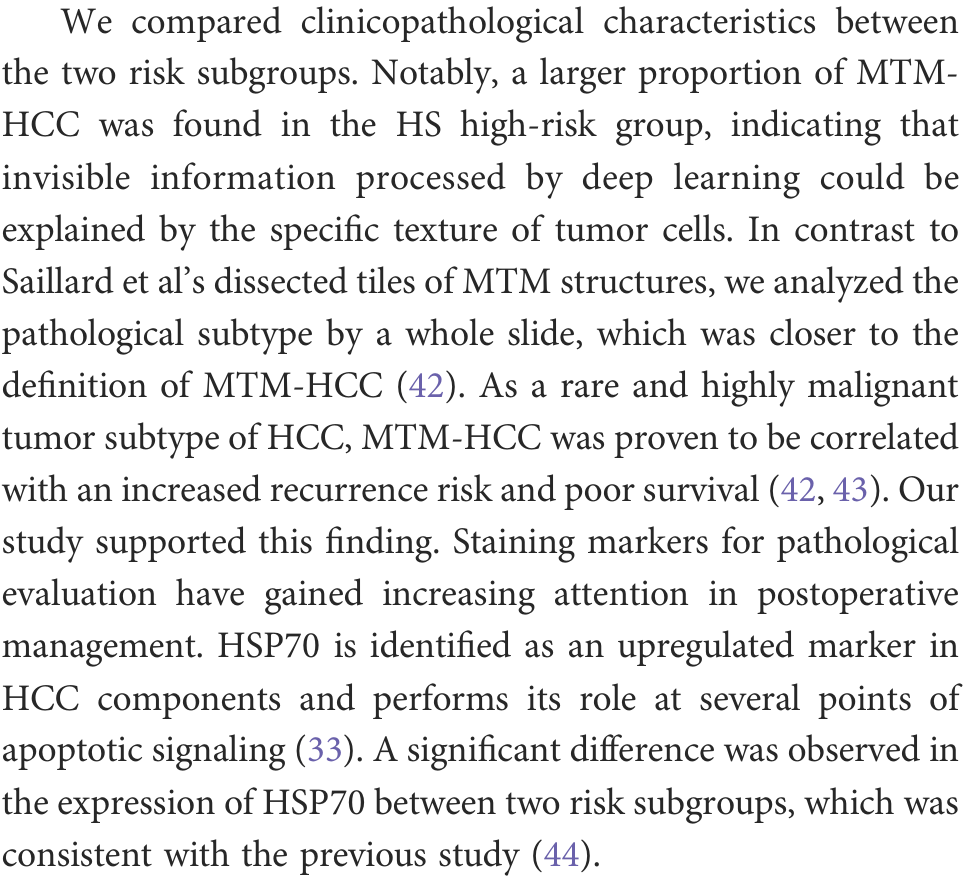 We compared clinicopathological characteristics between
the two risk subgroups. Notably, a larger proportion of MTM-
HCC was found in the HS high-risk group, indicating that
invisible information processed by deep learning could be
explained by the specific texture of tumor cells. In contrast to
Saillard et al’s dissected tiles of MTM structures, we analyzed the
pathological subtype by a whole slide, which was closer to the
definition of MTM-HCC (42). As a rare and highly malignant
tumor subtype of HCC, MTM-HCC was proven to be correlated
with an increased recurrence risk and poor survival (42, 43). Our
study supported this finding. Staining markers for pathological
evaluation have gained increasing attention in postoperative
management. HSP70 is identified as an upregulated marker in
HCC components and performs its role at several points of
apoptotic signaling (33). A significant difference was observed in
the expression of HSP70 between two risk subgroups, which was
consistent with the previous study (44).